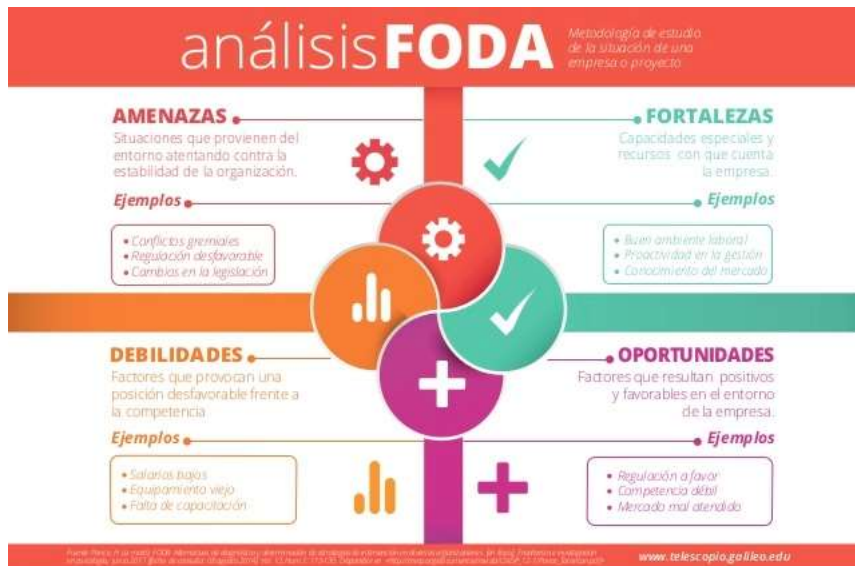 análisis FODA
Metodología de estudio
de la situación de una
empresa o proyecto
AMENAZAS
Situaciones que provienen del
entorno atentando contra la
estabilidad de la organización.
Ejemplos
• Conflictos gremiales
• Regulación desfavorable
• Cambios en la legislación
FORTALEZAS
Capacidades especiales y
recursos con que cuenta
la empresa.
Ejemplos
• Buen ambiente laboral
• Proactividad en la gestión
• Conocimiento del mercado
DEBILIDADES
Factores que provocan una
posición desfavorable frente a
la competencia
Ejemplos
• Salarios bajos
• Equipamiento viejo
• Falta de capacitación
OPORTUNIDADES
Factores que resultan positivos
y favorables en el entorno
de la empresa.
Ejemplos
• Regulación a favor
• Competencia débil
• Mercado mal atendido
www.telescopio.galileo.edu